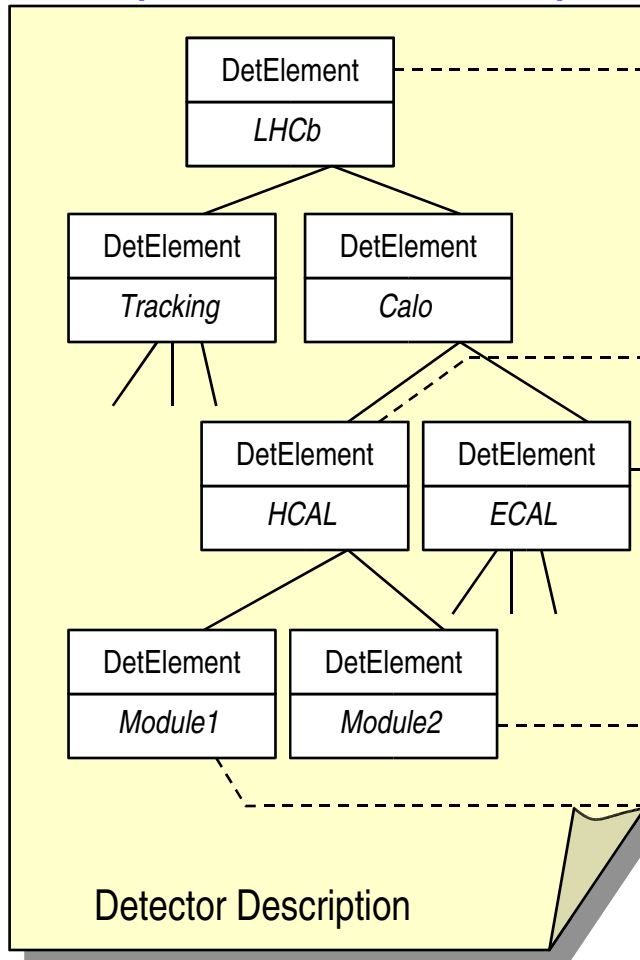 DetElement
LHCb
DetElement
Tracking
DetElement
Calo
DetElement
HCAL
DetElement
ECAL
DetElement
Module1
DetElement
Module2
Detector Description